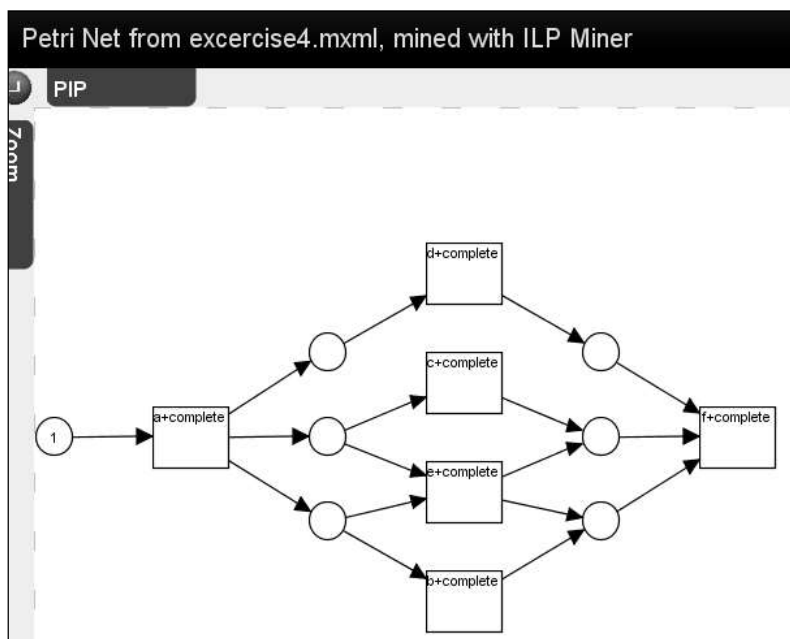 Petri Net from excercise4.mxml, mined with ILP Miner
PIP
Zoom
d+complete
c+complete
a+complete
f+complete
1
e+complete
b+complete